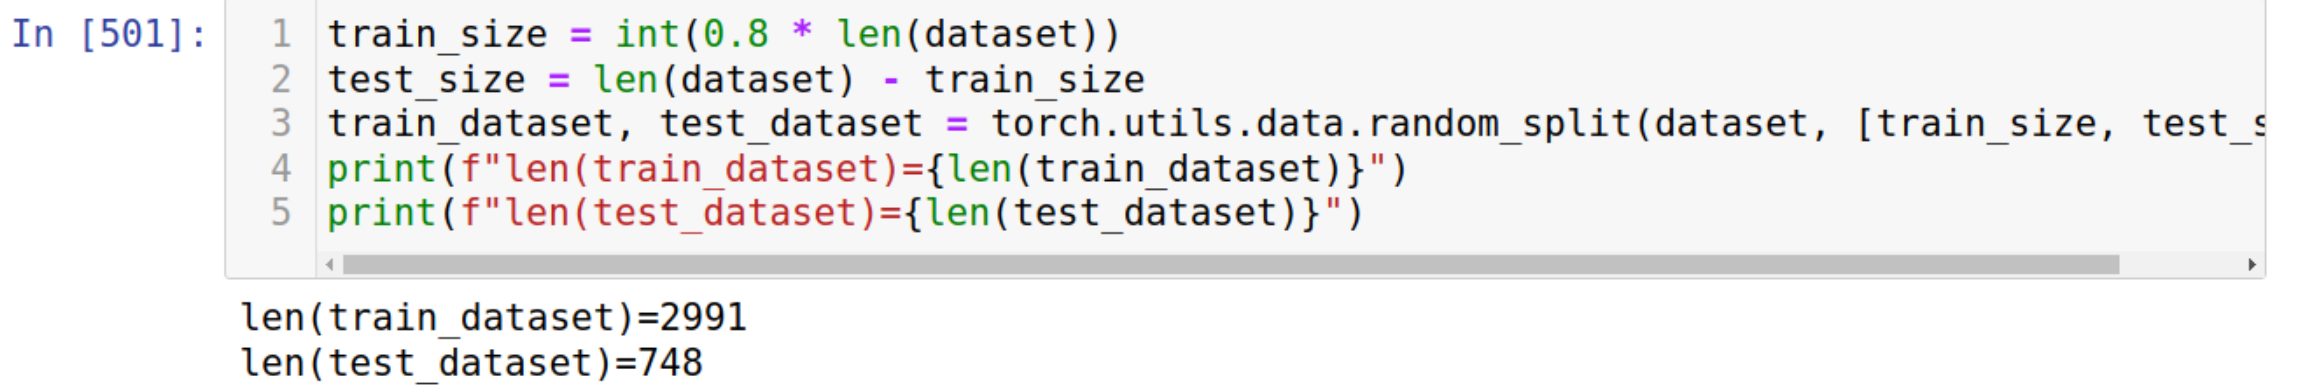 In [501]:
1 train_size = int(0.8 * len(dataset))
2 test_size = len(dataset) - train_size
3 train_dataset, test_dataset = torch.utils.data.random_split(dataset, [train_size, test_s
4 print(f"len(train_dataset)={len(train_dataset)}")
5 print(f"len(test_dataset)={len(test_dataset)}")
len(train_dataset)=2991
len(test_dataset)=748